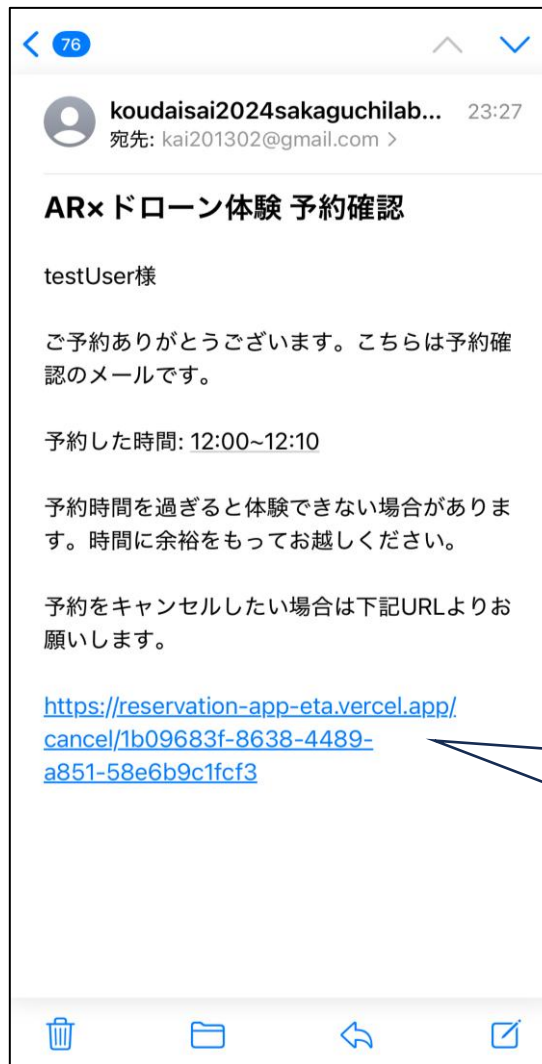 76
koudaisai2024sakaguchilab... 23:27
宛先: kai201302@gmail.com >
AR×ドローン体験 予約確認
testUser様
ご予約ありがとうございます。こちらは予約確
認のメールです。
予約した時間: 12:00~12:10
予約時間を過ぎると体験できない場合がありま
す。時間に余裕をもってお越しください。
予約をキャンセルしたい場合は下記URLよりお
願いします。
https://reservation-app-eta.vercel.app/
cancel/1b09683f-8638-4489-
a851-58e6b9c1fcf3